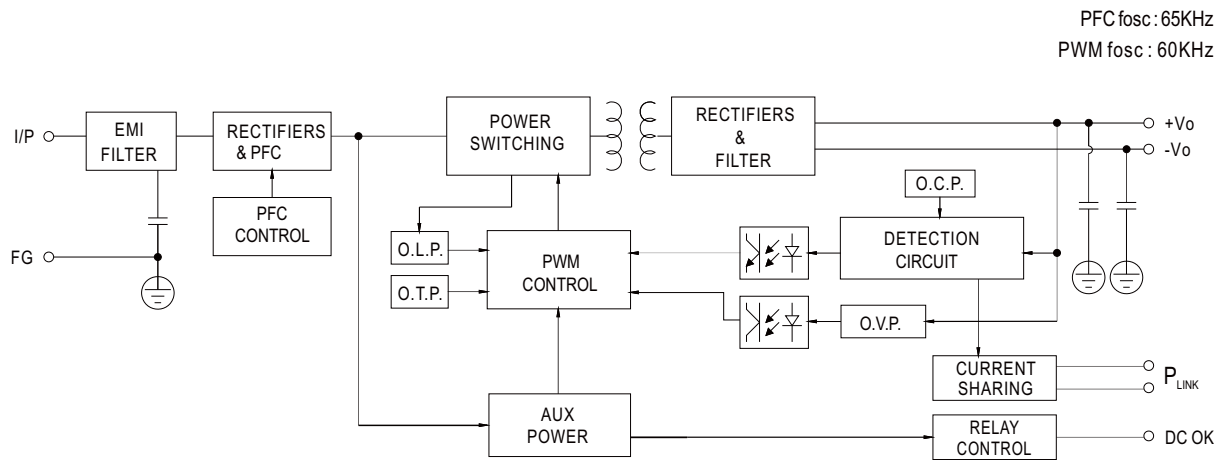 PFC fosc : 65KHz
PWM fosc : 60KHz
I/P
EMI
FILTER
RECTIFIERS
& PFC
POWER
SWITCHING
RECTIFIERS
&
FILTER
+Vo
-Vo
O.C.P.
PFC
CONTROL
FG
O.L.P.
O.T.P.
PWM
CONTROL
DETECTION
CIRCUIT
O.V.P.
CURRENT
SHARING
PLINK
AUX
POWER
RELAY
CONTROL
DC OK